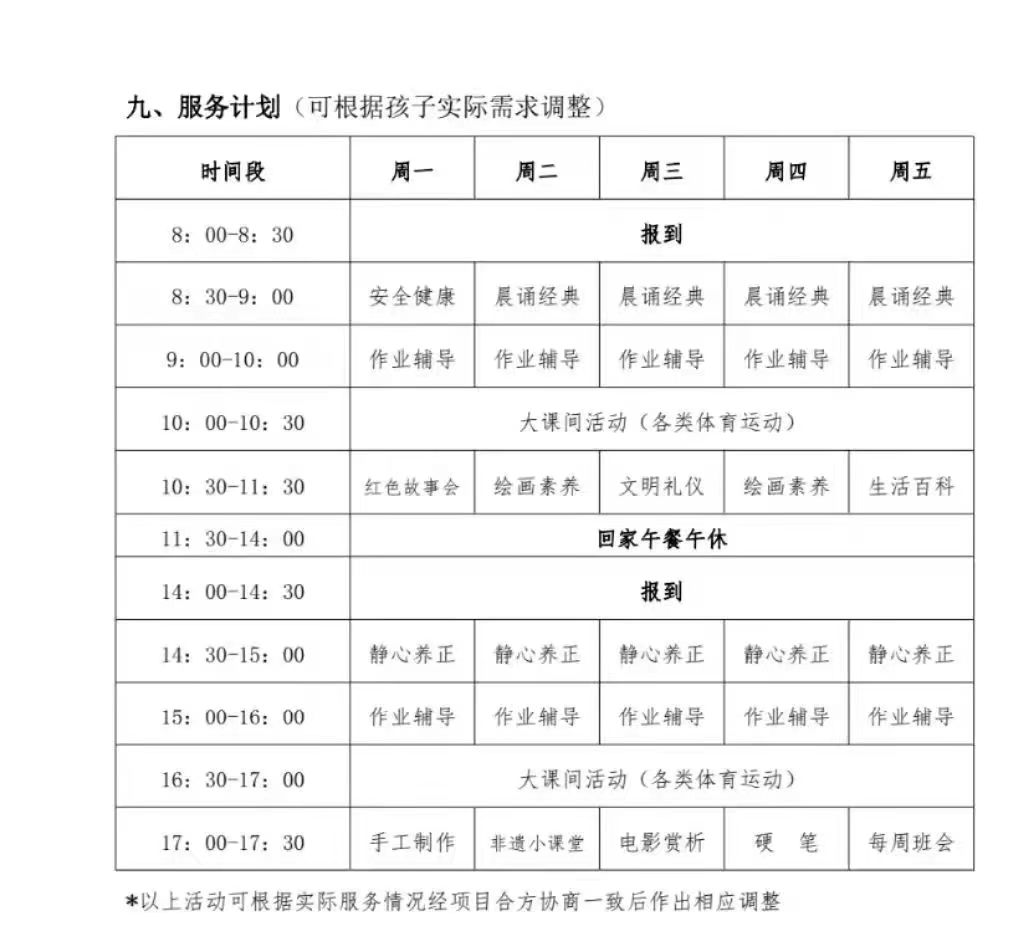 九、服务计划（可根据孩子实际需求调整）
时间段 周一 周二 周三 周四 周五
8：00-8：30 报到
8：30-9：00 安全健康 晨诵经典 晨诵经典 晨诵经典 晨诵经典
9：00-10：00 作业辅导 作业辅导 作业辅导 作业辅导 作业辅导
10：00-10：30 大课间活动（各类体育运动）
10：30-11：30 红色故事会 绘画素养 文明礼仪 绘画素养 生活百科
11：30-14：00 回家午餐午休
14：00-14：30 报到
14：30-15：00 静心养正 静心养正 静心养正 静心养正 静心养正
15：00-16：00 作业辅导 作业辅导 作业辅导 作业辅导 作业辅导
16：30-17：00 大课间活动（各类体育运动）
17：00-17：30 手工制作 非遗小课堂 电影赏析 硬 笔 每周班会
*以上活动可根据实际服务情况经项目合方协商一致后作出相应调整